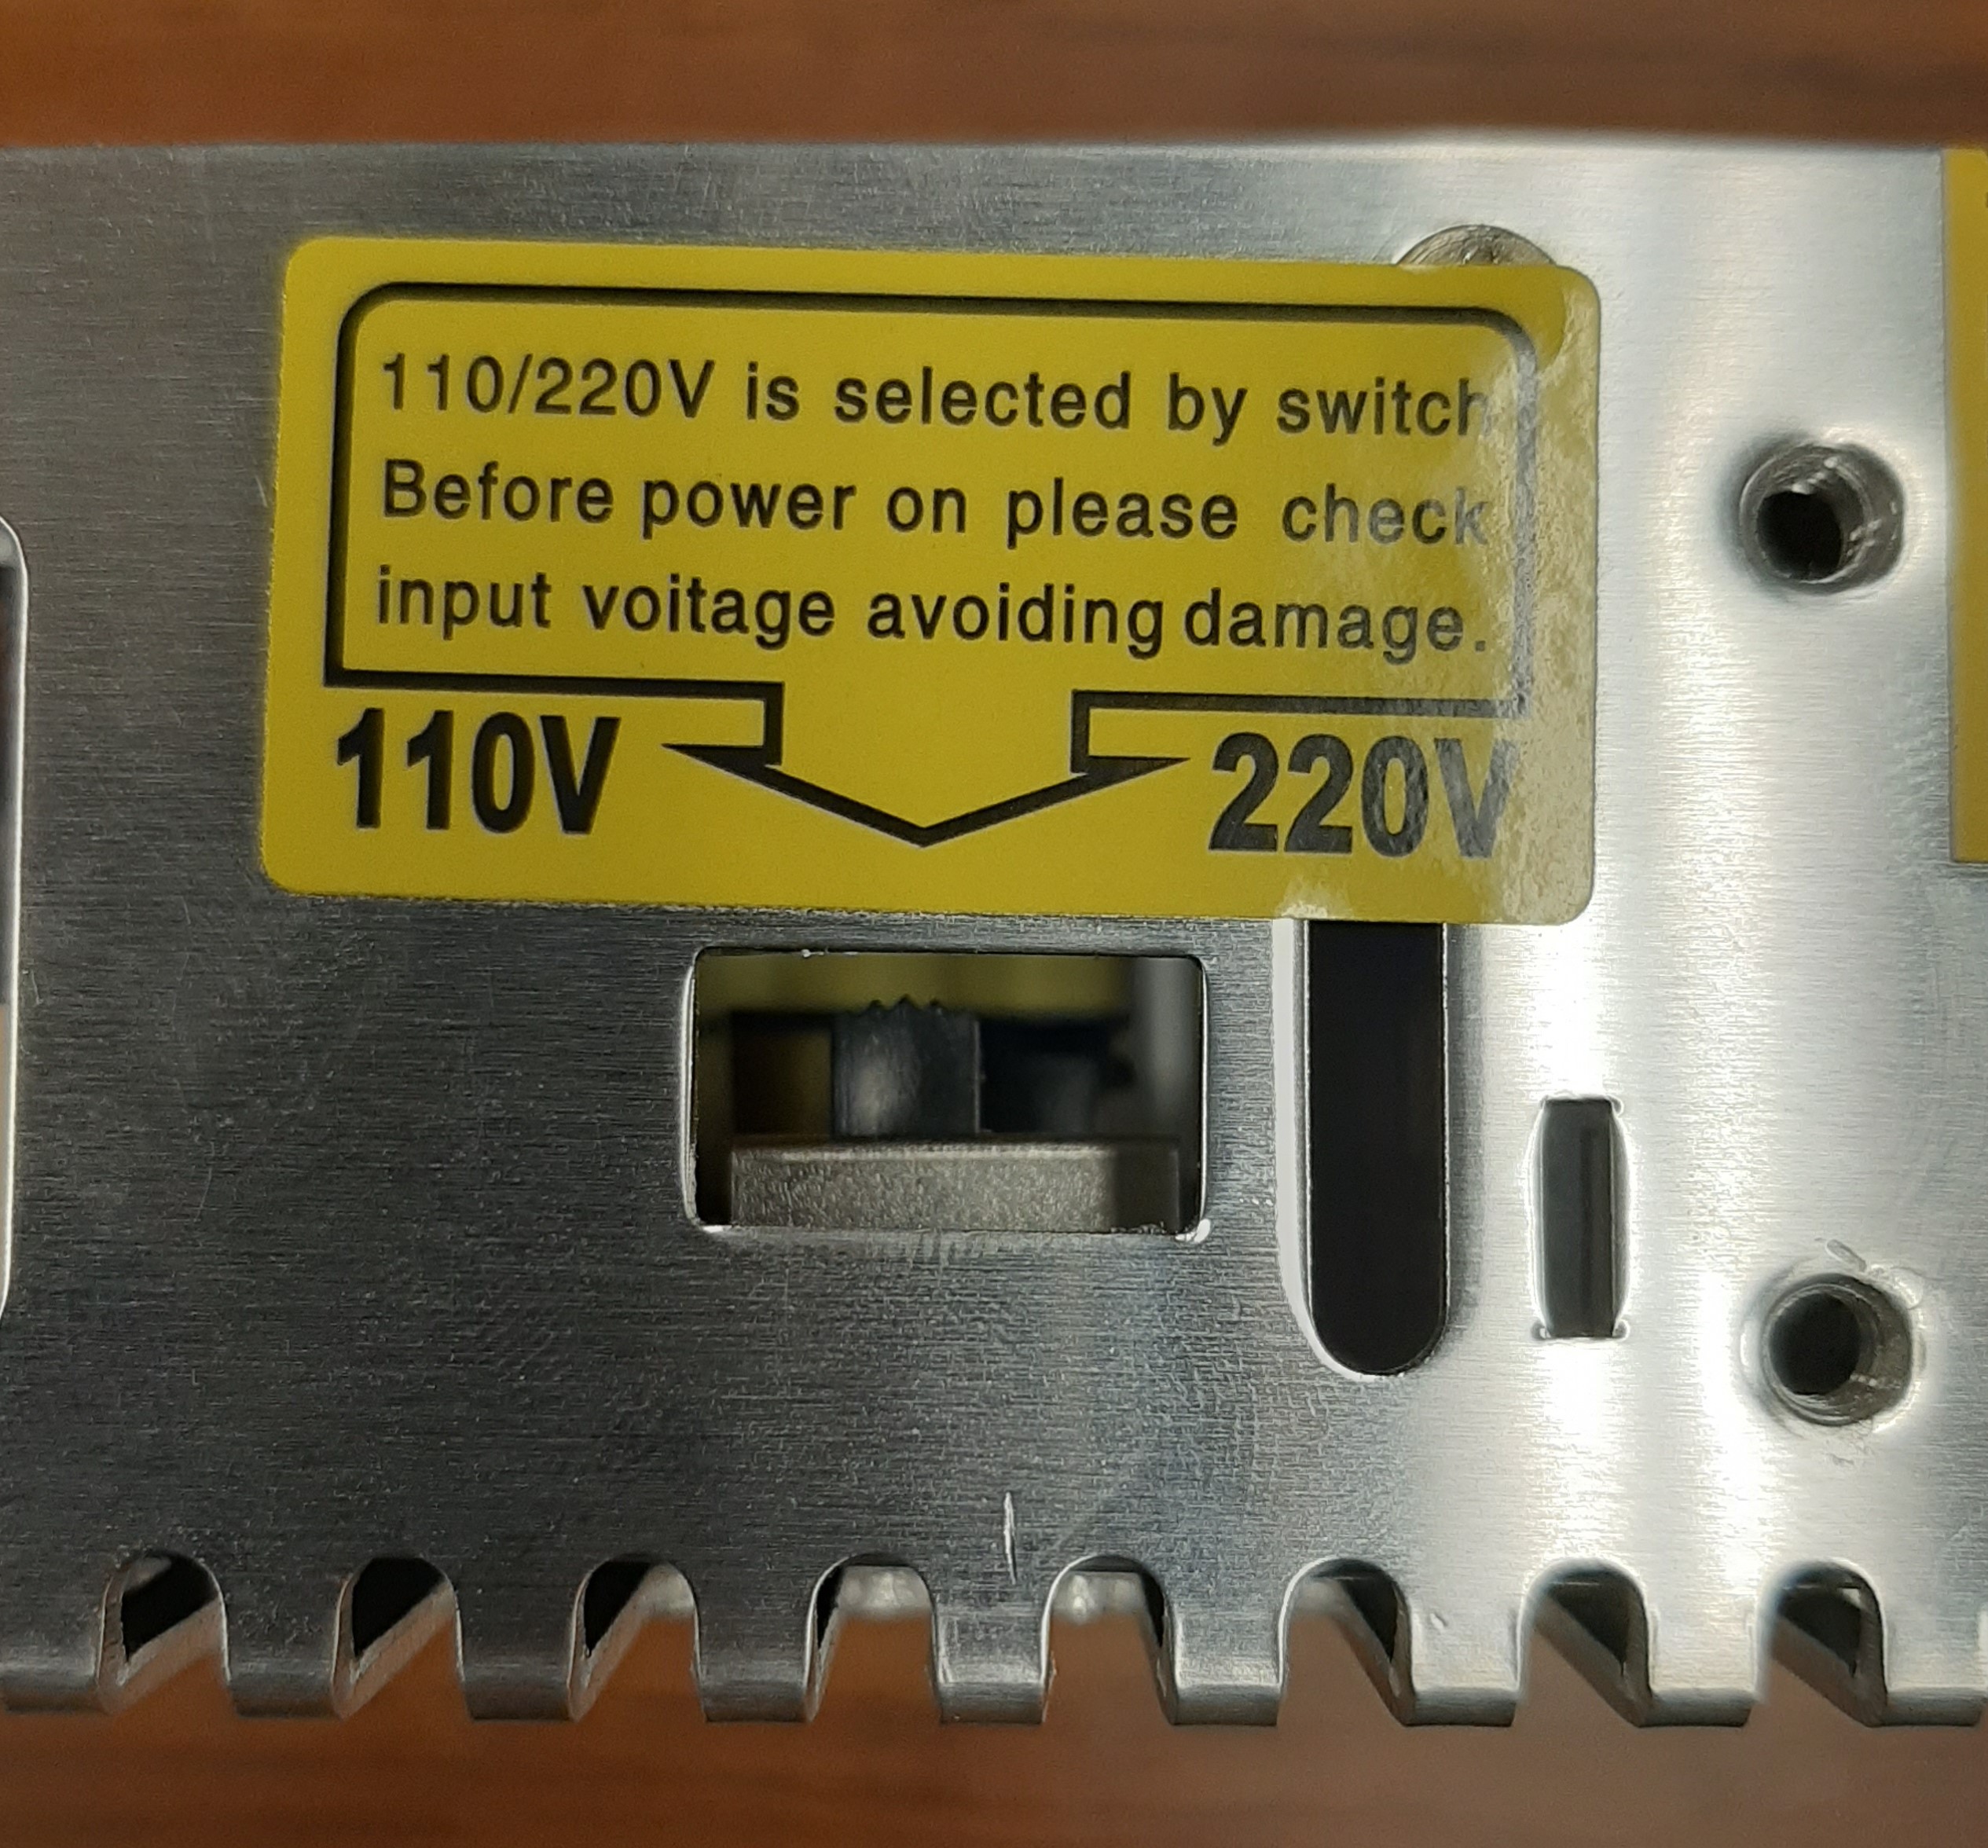 110/220V is selected by switch
Before power on please check
input voitage avoiding damage.
110V 220V